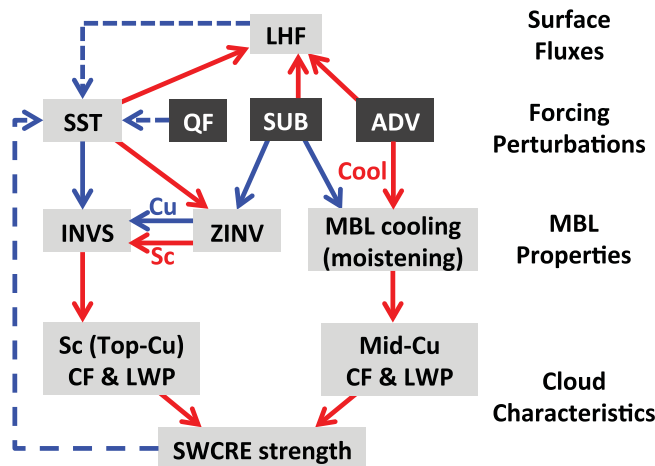 LHF
Surface
Fluxes
SST
QF
SUB
ADV
Forcing
Perturbations
Cool
Cu
INVS
ZINV
Sc
MBL cooling
(moistening)
MBL
Properties
Sc (Top-Cu)
CF & LWP
Mid-Cu
CF & LWP
Cloud
Characteristics
SWCRE strength